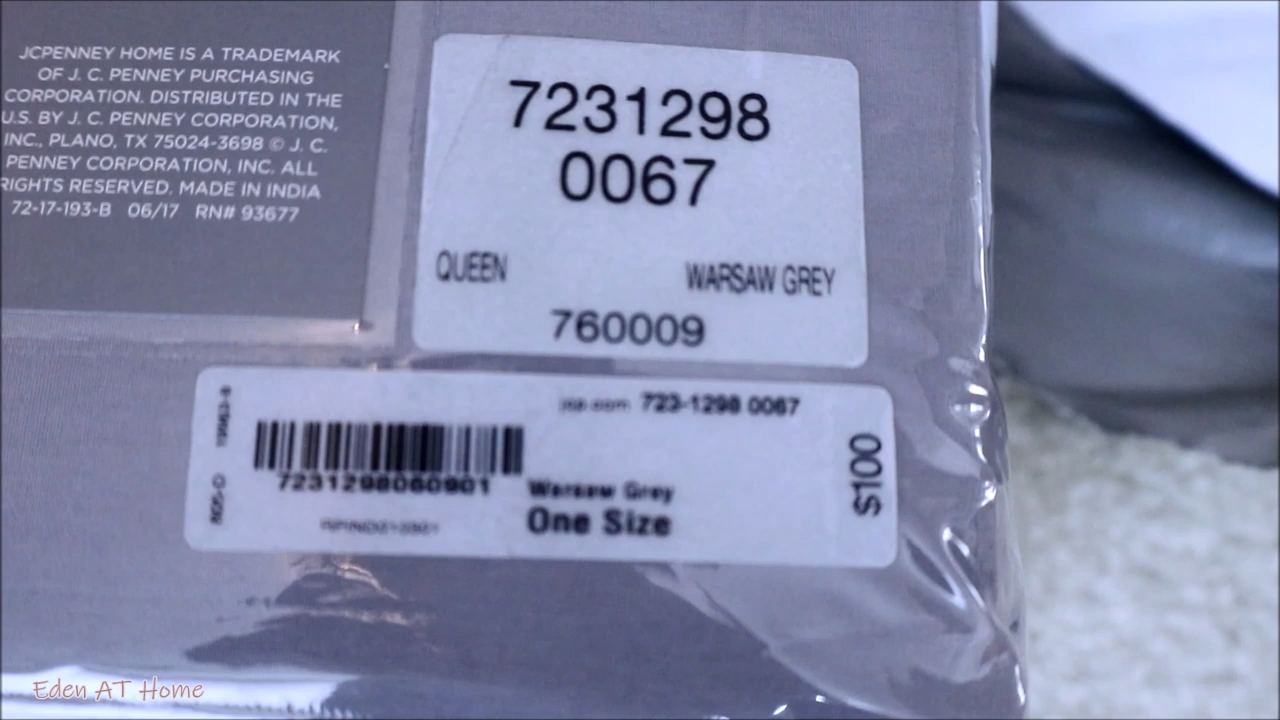 JCPENNEY HOME IS A TRADEMARK
OF J. C. PENNEY PURCHASING
CORPORATION. DISTRIBUTED IN THE
U.S. BY J. C. PENNEY CORPORATION,
INC., PLANO, TX 75024-3698 © J. C.
PENNEY CORPORATION, INC. ALL
RIGHTS RESERVED. MADE IN INDIA
72-17-193-B 06/17 RN# 93677
7231298
0067
QUEEN WARSAW GREY
760009
jcp.com 723-1298 0067
7231298060901
Warsaw Grey
One Size
$100
Eden AT Home